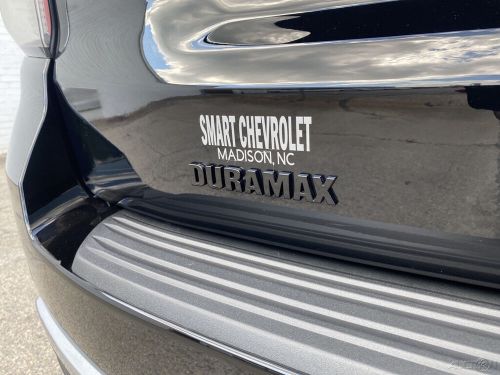 SMART CHEVROLET
MADISON, NC
DURAMAX